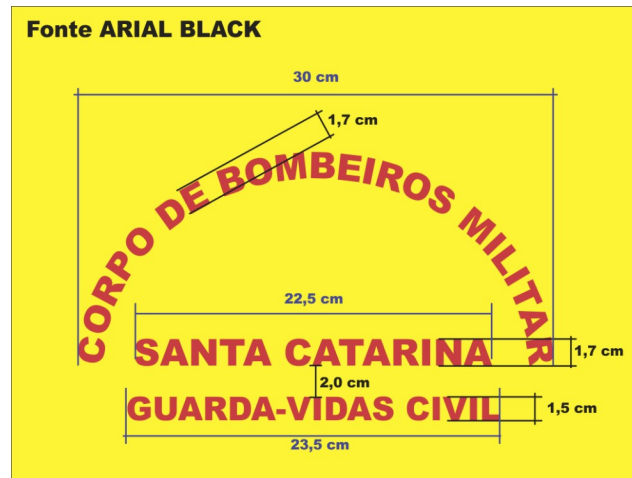 Fonte ARIAL BLACK
30 cm
1,7 cm
CORPO DE BOMBEIROS MILITAR
22,5 cm
SANTA CATARINA
1,7 cm
2,0 cm
GUARDA-VIDAS CIVIL
1,5 cm
23,5 cm